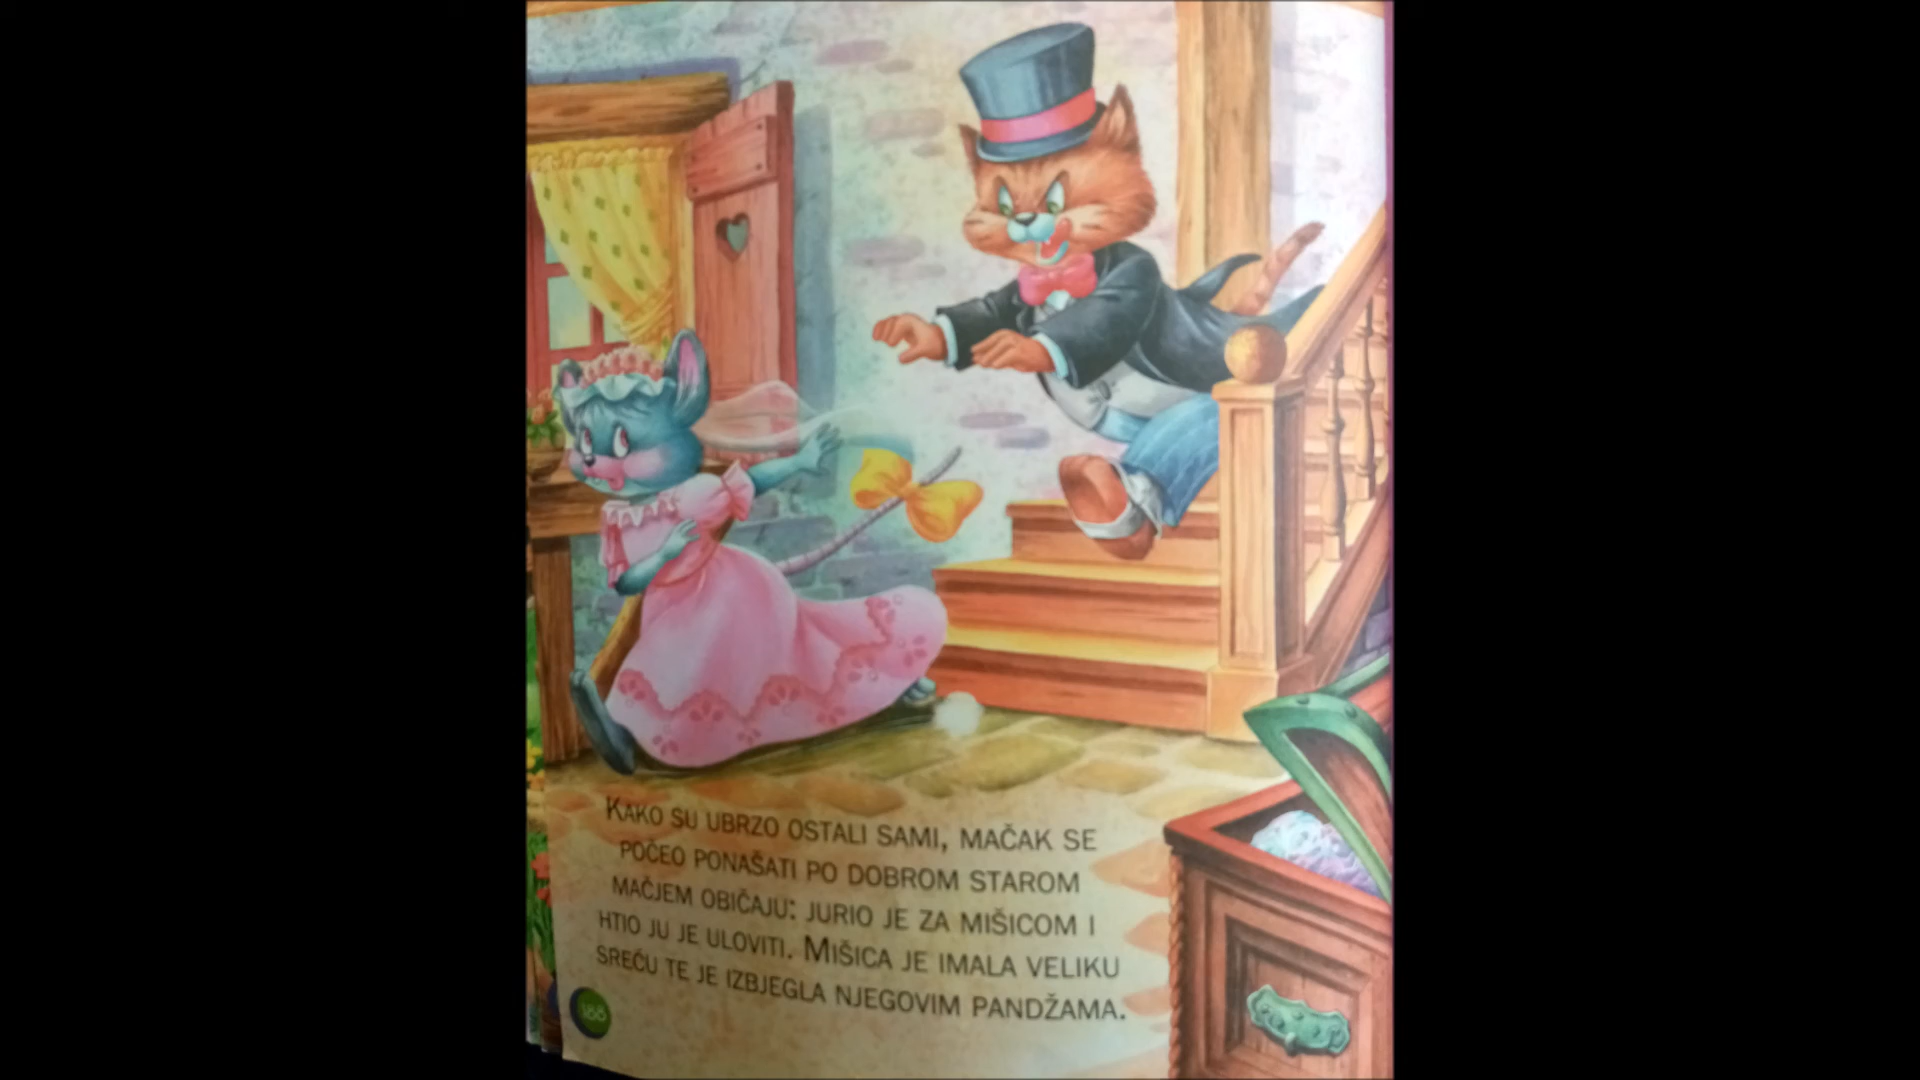 KAKO SU UBRZO OSTALI SAMI, MAČAK SE
POČEO PONAŠATI PO DOBROM STAROM
MAČJEM OBIČAJU: JURIO JE ZA MIŠICOM I
HTIO JU JE ULOVITI. MIŠICA JE IMALA VELIKU
SREĆU TE JE IZBJEGLA NJEGOVIM PANDŽAMA.
188